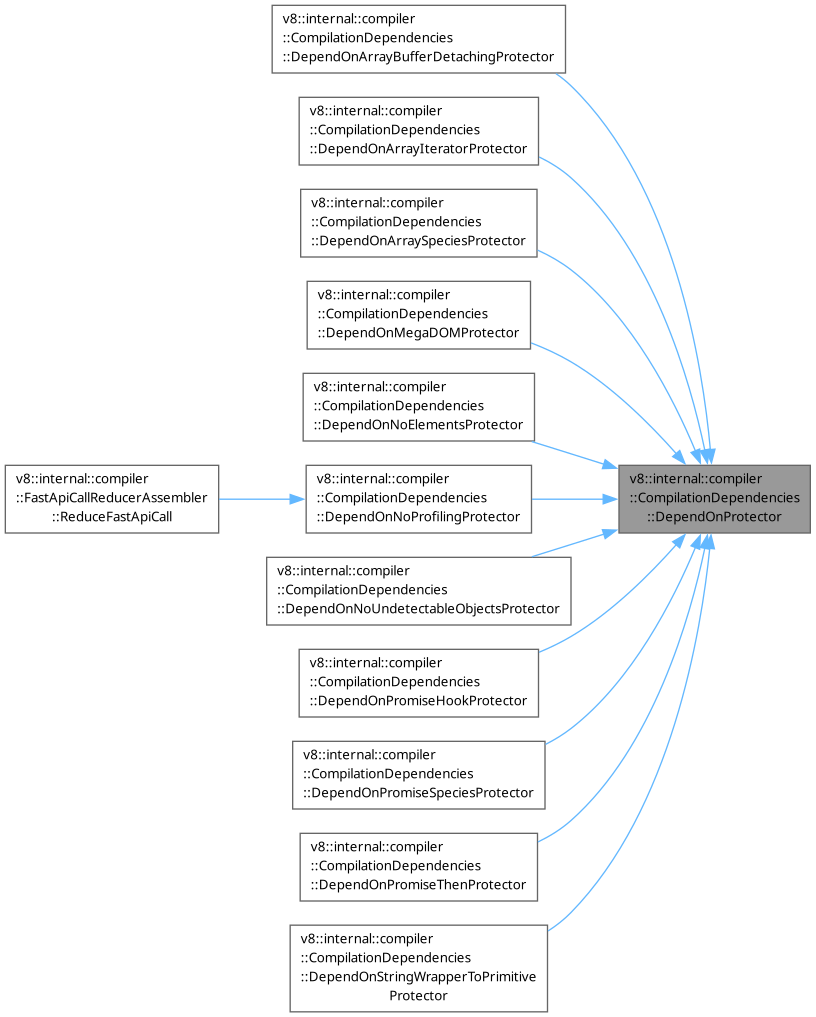 v8::internal::compiler
::CompilationDependencies
::DependOnArrayBufferDetachingProtector
v8::internal::compiler
::CompilationDependencies
::DependOnArrayIteratorProtector
v8::internal::compiler
::CompilationDependencies
::DependOnArraySpeciesProtector
v8::internal::compiler
::CompilationDependencies
::DependOnMegaDOMProtector
v8::internal::compiler
::CompilationDependencies
::DependOnNoElementsProtector
v8::internal::compiler
::FastApiCallReducerAssembler
::ReduceFastApiCall
v8::internal::compiler
::CompilationDependencies
::DependOnNoProfilingProtector
v8::internal::compiler
::CompilationDependencies
::DependOnProtector
v8::internal::compiler
::CompilationDependencies
::DependOnNoUndetectableObjectsProtector
v8::internal::compiler
::CompilationDependencies
::DependOnPromiseHookProtector
v8::internal::compiler
::CompilationDependencies
::DependOnPromiseSpeciesProtector
v8::internal::compiler
::CompilationDependencies
::DependOnPromiseThenProtector
v8::internal::compiler
::CompilationDependencies
::DependOnStringWrapperToPrimitive
Protector